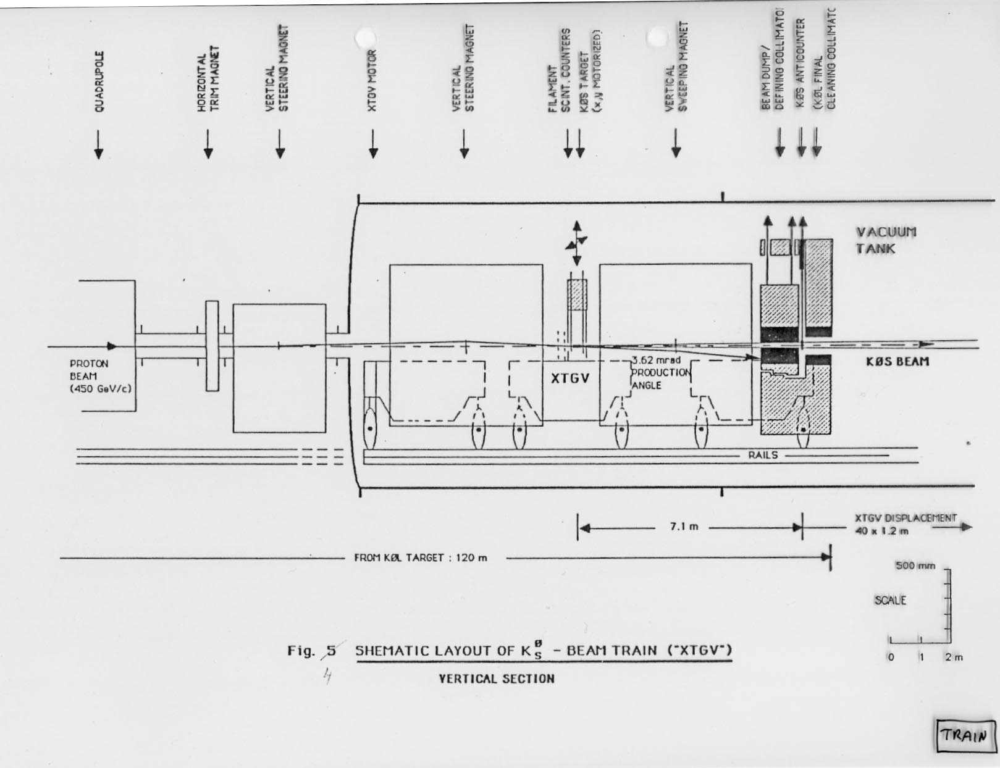 QUADRUPOLE
HORIZONTAL
TRIM MAGNET
VERTICAL
STEERING MAGNET
XTGV MOTOR
VERTICAL
STEERING MAGNET
FILAMENT
SCINT. COUNTERS
KØS TARGET
(x,y MOTORIZED)
VERTICAL
SWEEPING MAGNET
BEAM DUMP/
DEFINING COLLIMATO
KØS ANTICOUNTER
(KØL FINAL
CLEANING COLLIMATO
VACUUM
TANK
PROTON
BEAM
(450 GeV/c)
XTGV
3.62 mrad
PRODUCTION
ANGLE
KØS BEAM
RAILS
7.1 m
XTGV DISPLACEMENT
40 x 1.2 m
FROM KØL TARGET : 120 m
500 mm
SCALE
0 1 2 m
Fig. 5 SHEMATIC LAYOUT OF K Ø S - BEAM TRAIN ("XTGV")
4
VERTICAL SECTION
TRAIN